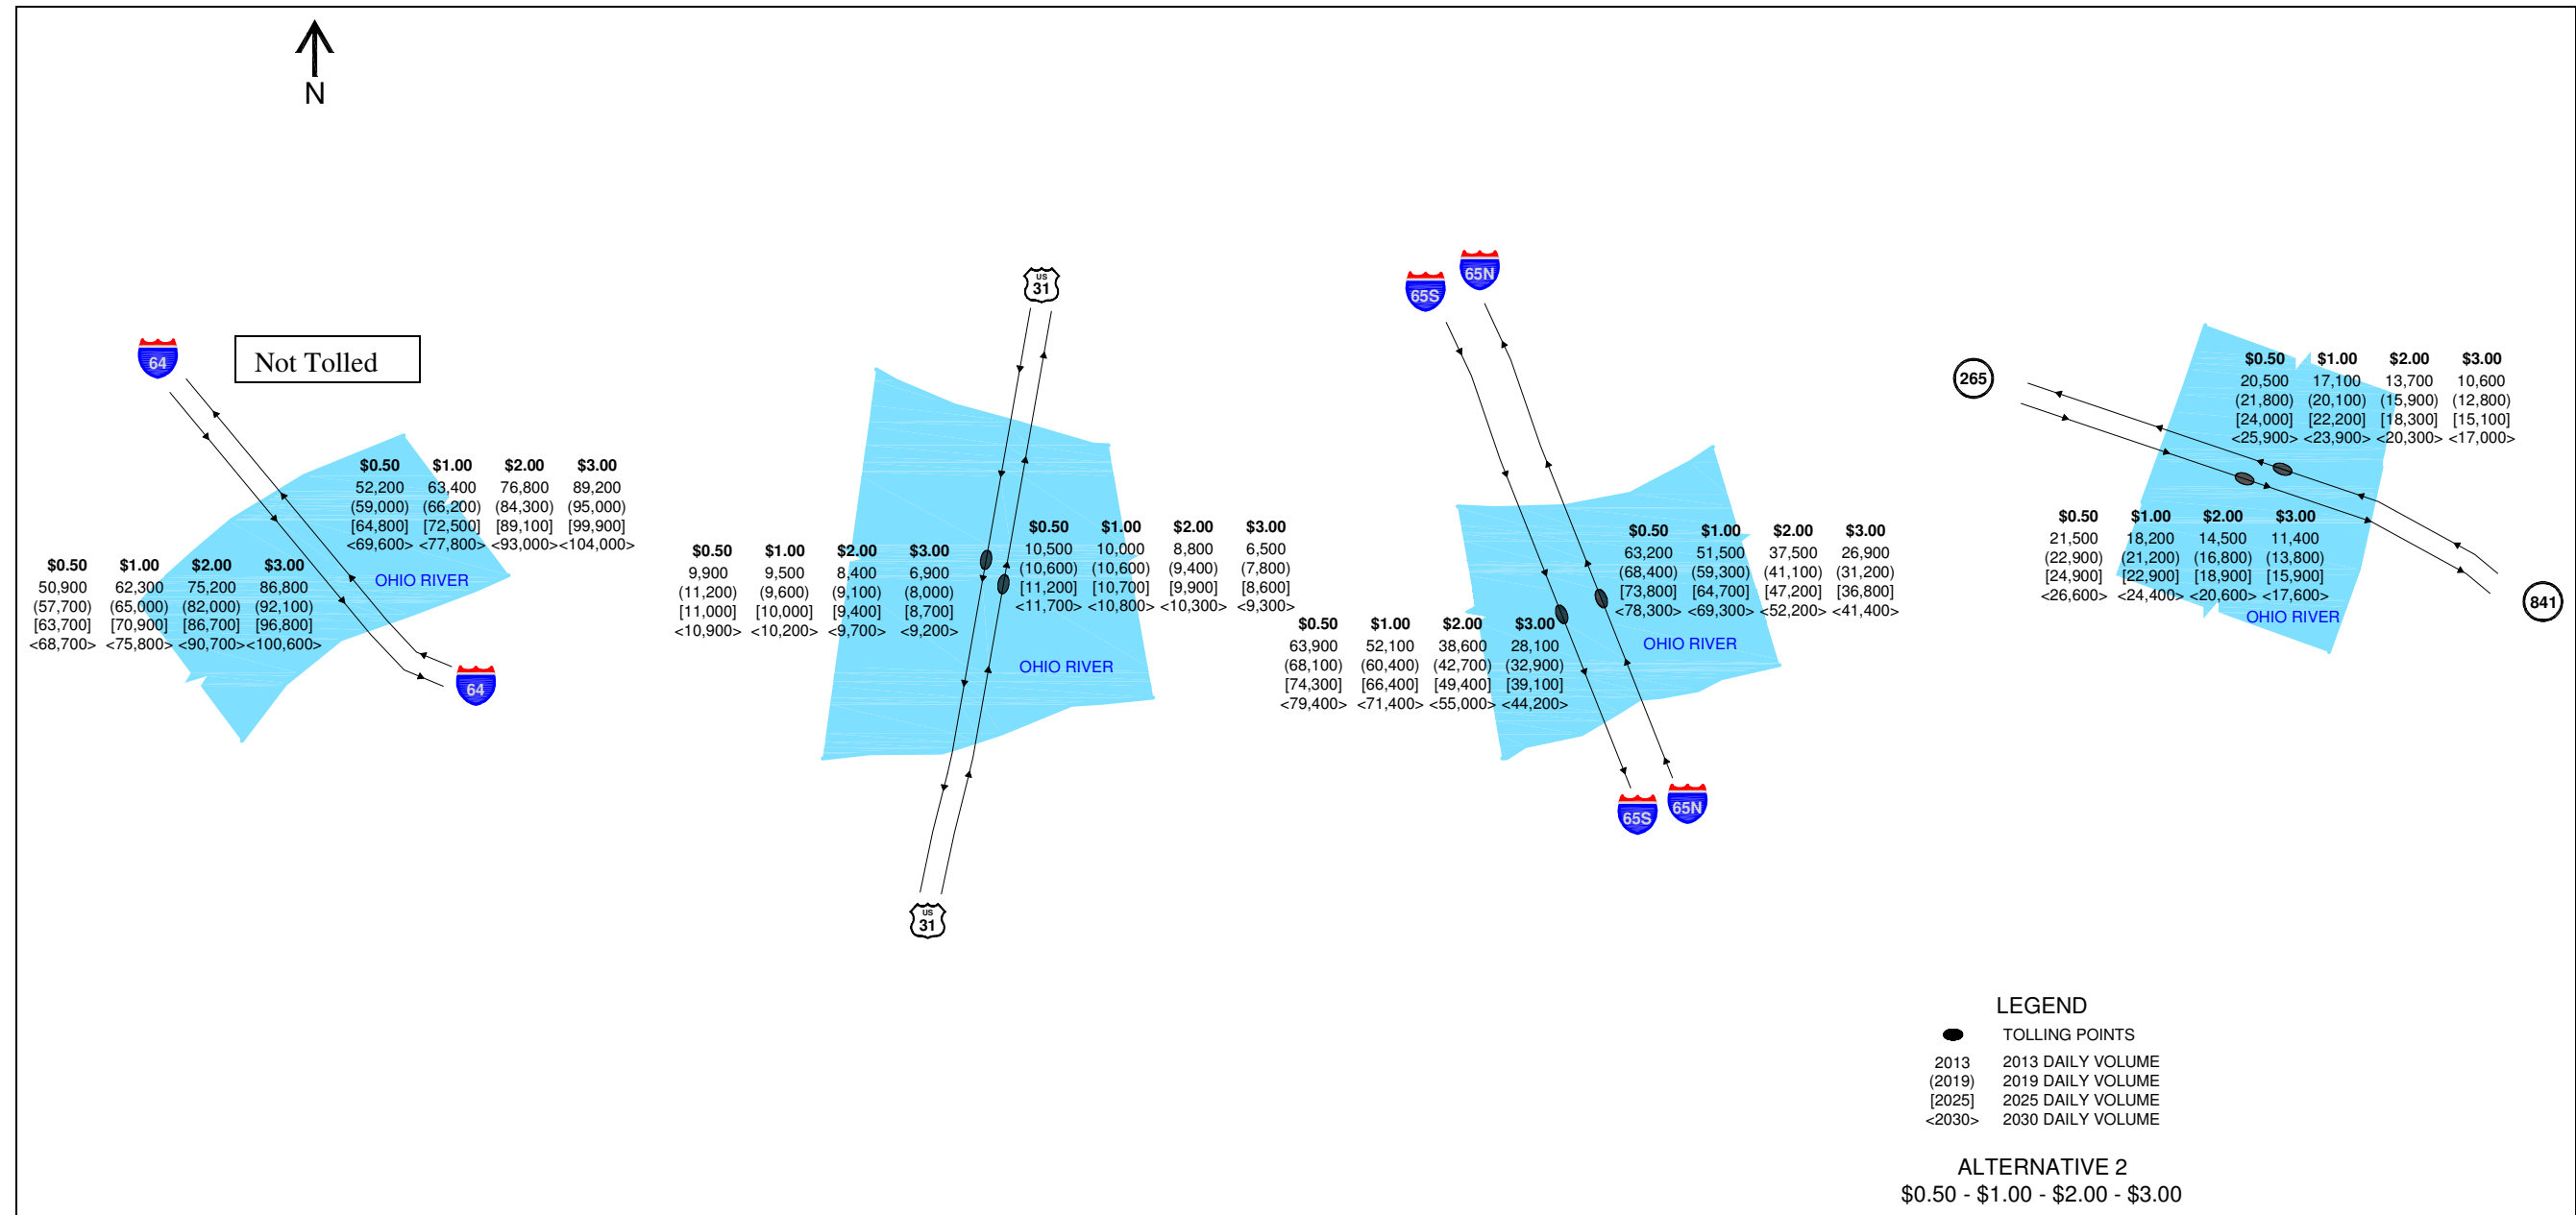 N
64
Not Tolled
$0.50 $1.00 $2.00 $3.00
52,200 63,400 76,800 89,200
(59,000) (66,200) (84,300) (95,000)
[64,800] [72,500] [89,100] [99,900]
<69,600> <77,800> <93,000> <104,000>
$0.50 $1.00 $2.00 $3.00
50,900 62,300 75,200 86,800
(57,700) (65,000) (82,000) (92,100)
[63,700] [70,900] [86,700] [96,800]
<68,700> <75,800> <90,700> <100,600>
OHIO RIVER
64
US
31
$0.50 $1.00 $2.00 $3.00
9,900 9,500 8,400 6,900
(11,200) (9,600) (9,100) (8,000)
[11,000] [10,000] [9,400] [8,700]
<10,900> <10,200> <9,700> <9,200>
$0.50 $1.00 $2.00 $3.00
10,500 10,000 8,800 6,500
(10,600) (10,600) (9,400) (7,800)
[11,200] [10,700] [9,900] [8,600]
<11,700> <10,800> <10,300> <9,300>
OHIO RIVER
US
31
65S
65N
$0.50 $1.00 $2.00 $3.00
63,200 51,500 37,500 26,900
(68,400) (59,300) (41,100) (31,200)
[73,800] [64,700] [47,200] [36,800]
<78,300> <69,300> <52,200> <41,400>
$0.50 $1.00 $2.00 $3.00
63,900 52,100 38,600 28,100
(68,100) (60,400) (42,700) (32,900)
[74,300] [66,400] [49,400] [39,100]
<79,400> <71,400> <55,000> <44,200>
OHIO RIVER
65S
65N
265
$0.50 $1.00 $2.00 $3.00
20,500 17,100 13,700 10,600
(21,800) (20,100) (15,900) (12,800)
[24,000] [22,200] [18,300] [15,100]
<25,900> <23,900> <20,300> <17,000>
$0.50 $1.00 $2.00 $3.00
21,500 18,200 14,500 11,400
(22,900) (21,200) (16,800) (13,800)
[24,900] [22,900] [18,900] [15,900]
<26,600> <24,400> <20,600> <17,600>
OHIO RIVER
841
LEGEND
TOLLING POINTS
2013 2013 DAILY VOLUME
(2019) 2019 DAILY VOLUME
[2025] 2025 DAILY VOLUME
<2030> 2030 DAILY VOLUME
ALTERNATIVE 2
$0.50 - $1.00 - $2.00 - $3.00